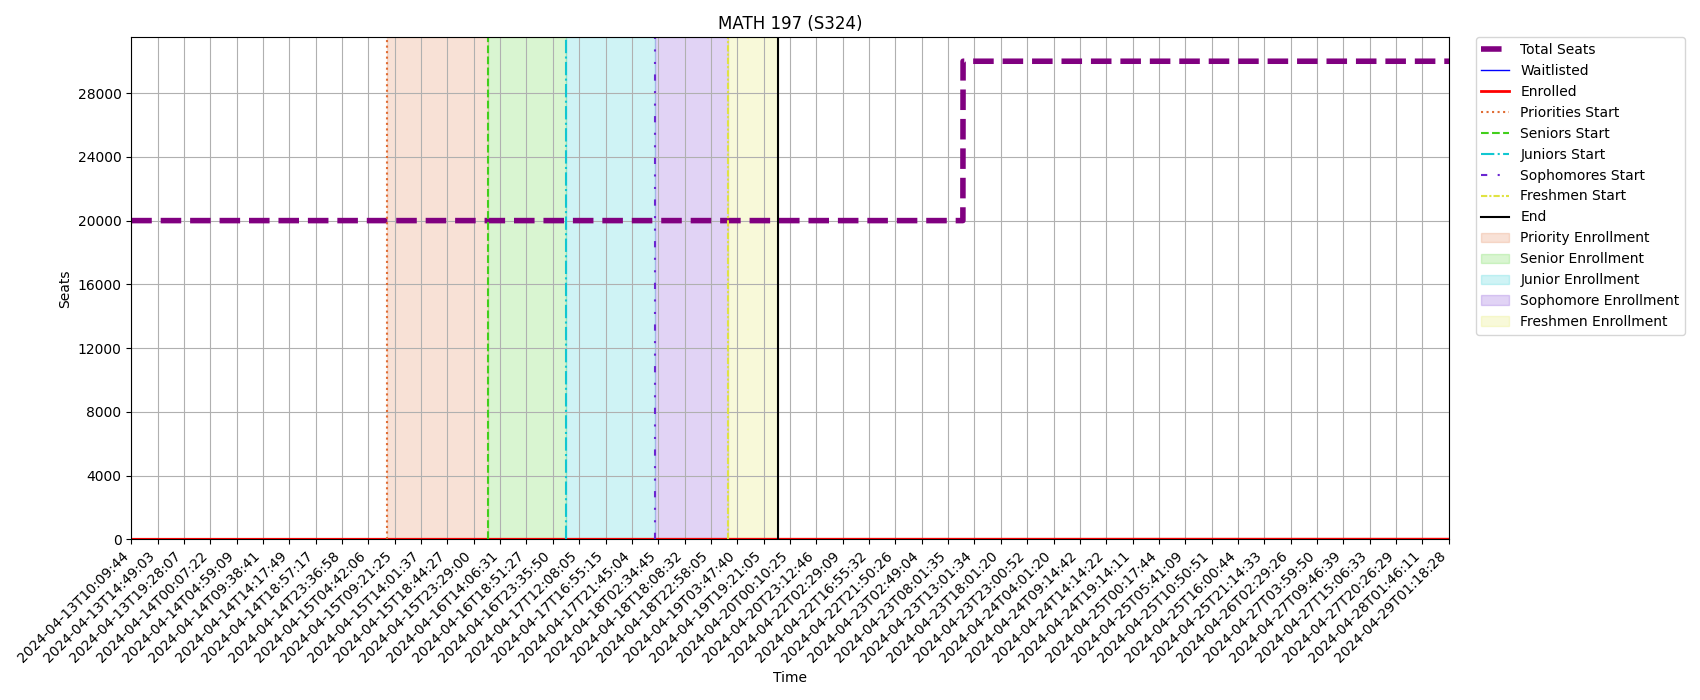 MATH 197 (S324)
Seats
28000
24000
20000
16000
12000
8000
4000
0
2024-04-13T10:09:44
2024-04-13T14:49:03
2024-04-13T19:28:07
2024-04-14T00:07:22
2024-04-14T04:59:09
2024-04-14T09:38:41
2024-04-14T14:17:49
2024-04-14T18:57:17
2024-04-14T23:36:58
2024-04-15T04:42:06
2024-04-15T09:21:25
2024-04-15T14:01:37
2024-04-15T18:44:27
2024-04-15T23:29:00
2024-04-16T14:06:31
2024-04-16T18:51:27
2024-04-16T23:35:50
2024-04-17T12:08:05
2024-04-17T16:55:15
2024-04-17T21:45:04
2024-04-18T02:34:45
2024-04-18T18:08:32
2024-04-18T22:58:05
2024-04-19T03:47:40
2024-04-19T19:21:05
2024-04-20T00:10:25
2024-04-20T23:12:46
2024-04-22T02:29:09
2024-04-22T16:55:32
2024-04-22T21:50:26
2024-04-23T02:49:04
2024-04-23T08:01:35
2024-04-23T13:01:34
2024-04-23T18:01:20
2024-04-23T23:00:52
2024-04-24T04:01:20
2024-04-24T09:14:42
2024-04-24T14:14:22
2024-04-24T19:14:11
2024-04-25T00:17:44
2024-04-25T05:41:09
2024-04-25T10:50:51
2024-04-25T16:00:44
2024-04-25T21:14:33
2024-04-26T02:29:26
2024-04-27T03:59:50
2024-04-27T09:46:39
2024-04-27T15:06:33
2024-04-27T20:26:29
2024-04-28T01:46:11
2024-04-29T01:18:28
Time
Total Seats
Waitlisted
Enrolled
Priorities Start
Seniors Start
Juniors Start
Sophomores Start
Freshmen Start
End
Priority Enrollment
Senior Enrollment
Junior Enrollment
Sophomore Enrollment
Freshmen Enrollment